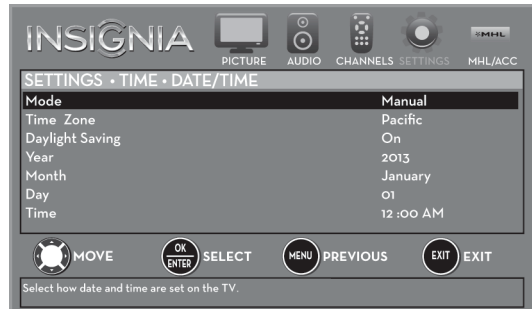 INSIGNIA
PICTURE AUDIO CHANNELS SETTINGS MHL MHL/ACC
SETTINGS • TIME • DATE/TIME
Mode Manual
Time Zone Pacific
Daylight Saving On
Year 2013
Month January
Day 01
Time 12 :00 AM
MOVE OK ENTER SELECT MENU PREVIOUS EXIT EXIT
Select how date and time are set on the TV.